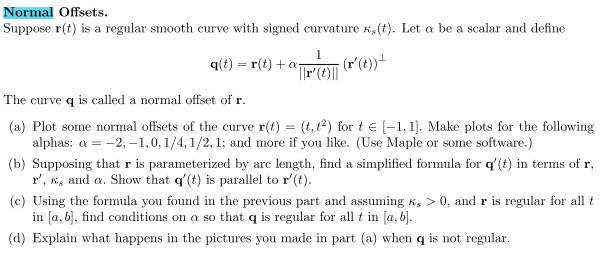 Normal Offsets.
Suppose r(t) is a regular smooth curve with signed curvature κₛ(t). Let α be a scalar and define
q(t) = r(t) + α 1/||r′(t)|| (r′(t))^⊥
The curve q is called a normal offset of r.
(a) Plot some normal offsets of the curve r(t) = (t, t²) for t ∈ [−1, 1]. Make plots for the following
alphas: α = −2, −1, 0, 1/4, 1/2, 1; and more if you like. (Use Maple or some software.)
(b) Supposing that r is parameterized by arc length, find a simplified formula for q′(t) in terms of r,
r′, κₛ and α. Show that q′(t) is parallel to r′(t).
(c) Using the formula you found in the previous part and assuming κₛ > 0, and r is regular for all t
in [a, b], find conditions on α so that q is regular for all t in [a, b].
(d) Explain what happens in the pictures you made in part (a) when q is not regular.